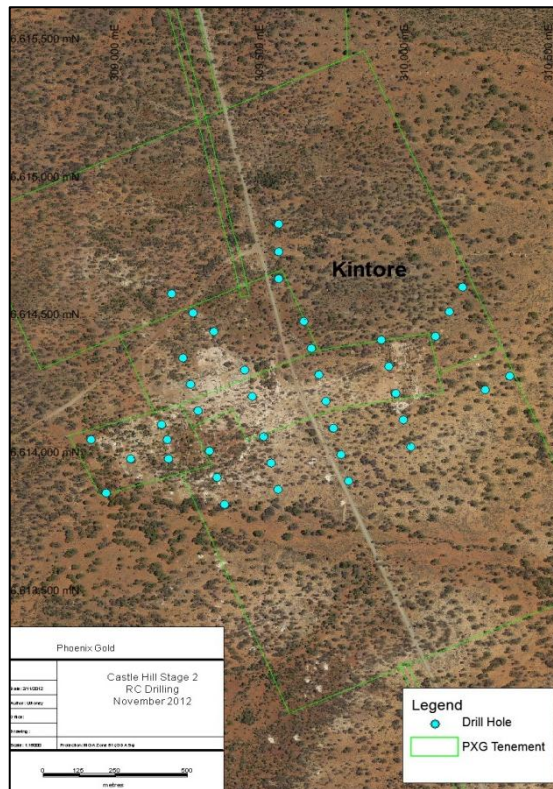 6,615,500 mN
309,000 mE
309,500 mE
310,000 mE
310,500 mE
6,615,000 mN
Kintore
6,614,500 mN
6,614,000 mN
6,613,500 mN
Phoenix Gold
Castle Hill Stage 2
RC Drilling
November 2012
Legend
Drill Hole
PXG Tenement
0 125 250 500
metres